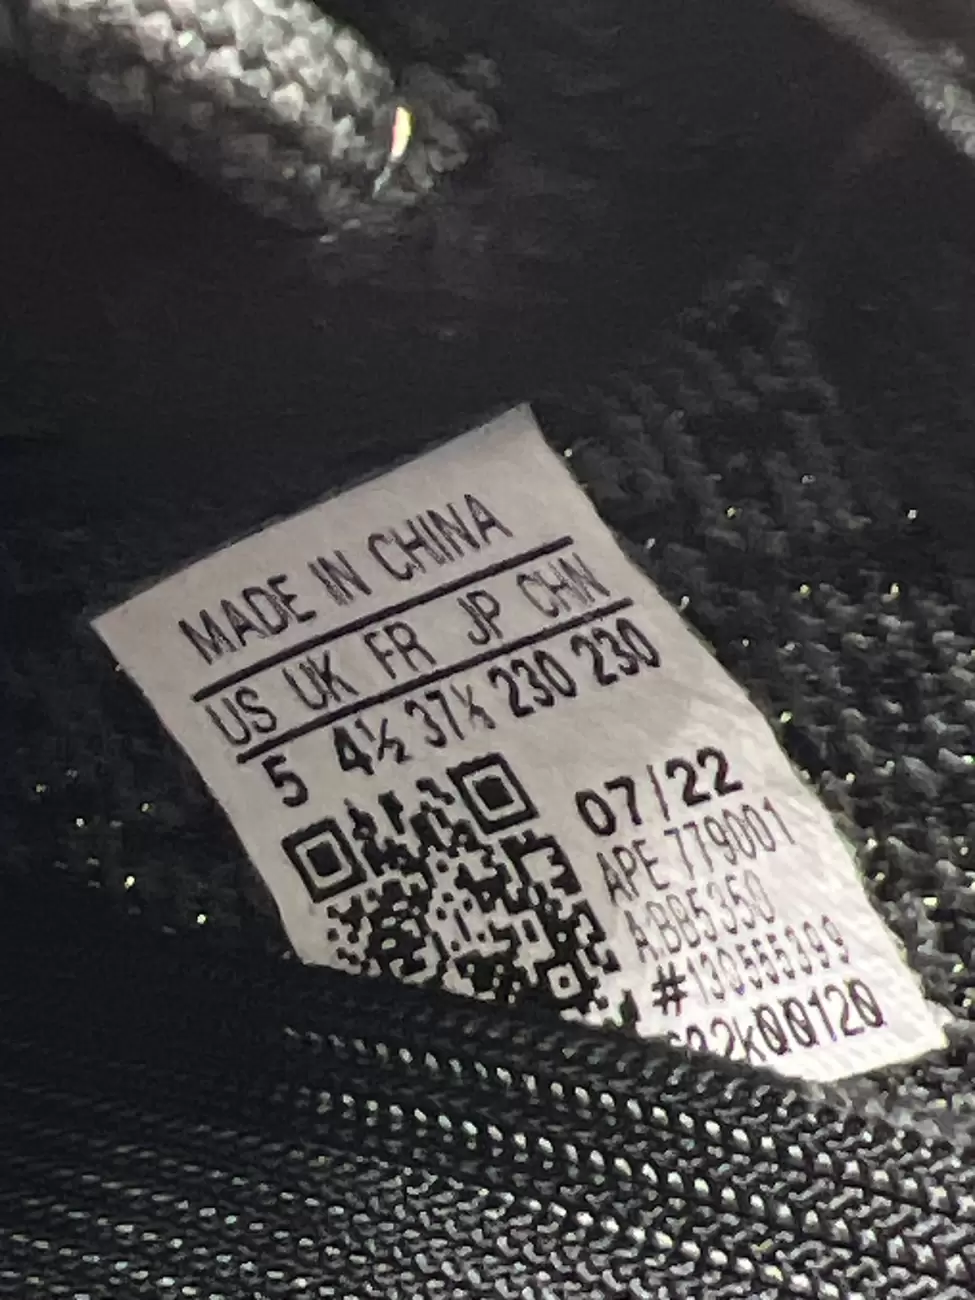 MADE IN CHINA
US UK FR JP CHN
5 4½ 37⅓ 230 230
07/22
APE 779001
ABB5350
#130555399